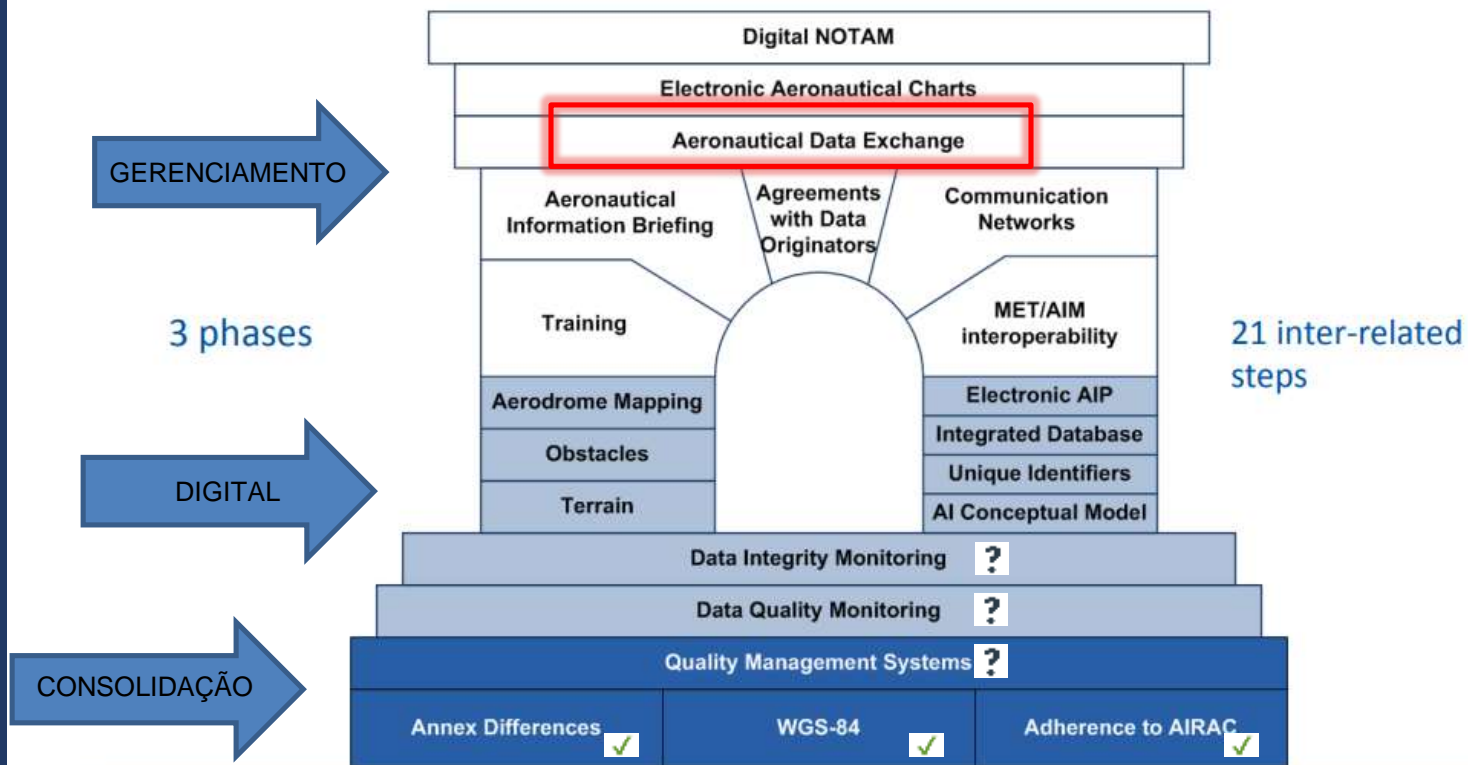 Digital NOTAM
Electronic Aeronautical Charts
Aeronautical Data Exchange
GERENCIAMENTO
Aeronautical
Information Briefing
Agreements
with Data
Originators
Communication
Networks
Training
MET/AIM
interoperability
3 phases
21 inter-related
steps
Aerodrome Mapping
Obstacles
Terrain
Electronic AIP
Integrated Database
Unique Identifiers
AI Conceptual Model
DIGITAL
Data Integrity Monitoring ?
Data Quality Monitoring ?
Quality Management Systems ?
CONSOLIDAÇÃO
Annex Differences ✓
WGS-84 ✓
Adherence to AIRAC ✓